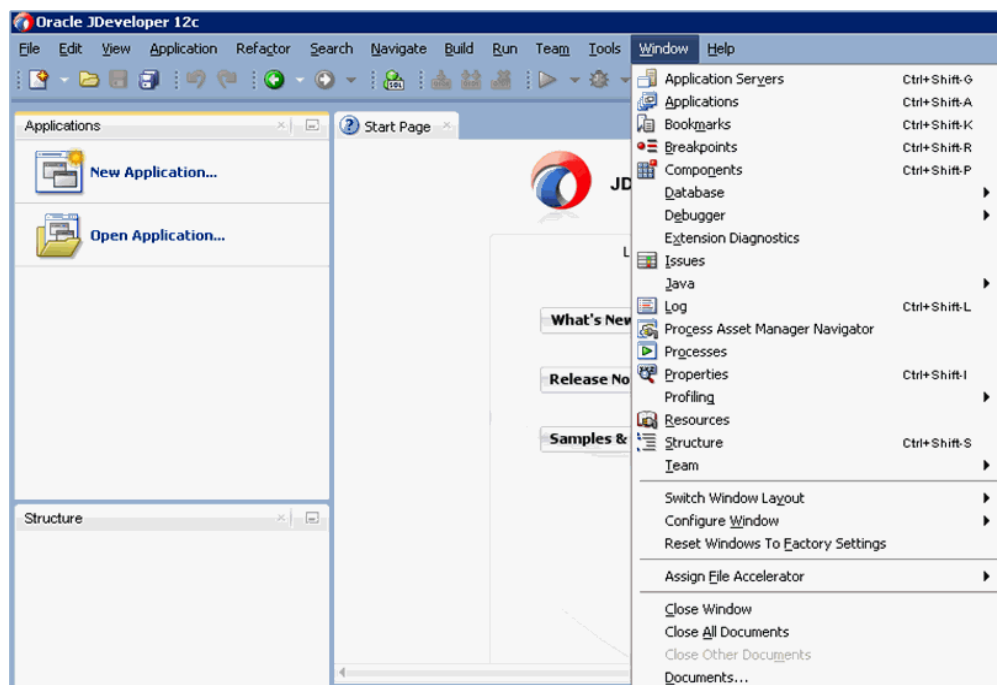 Oracle JDeveloper 12c
File Edit View Application Refactor Search Navigate Build Run Team Tools Window Help
SQL
Applications
New Application...
Open Application...
Structure
Start Page
JD
L
What's New
Release No
Samples &
Application Servers Ctrl+Shift-G
Applications Ctrl+Shift-A
Bookmarks Ctrl+Shift-K
Breakpoints Ctrl+Shift-R
Components Ctrl+Shift-P
Database
Debugger
Extension Diagnostics
Issues
Java
Log Ctrl+Shift-L
Process Asset Manager Navigator
Processes
Properties Ctrl+Shift-I
Profiling
Resources
Structure Ctrl+Shift-S
Team
Switch Window Layout
Configure Window
Reset Windows To Factory Settings
Assign File Accelerator
Close Window
Close All Documents
Close Other Documents
Documents...